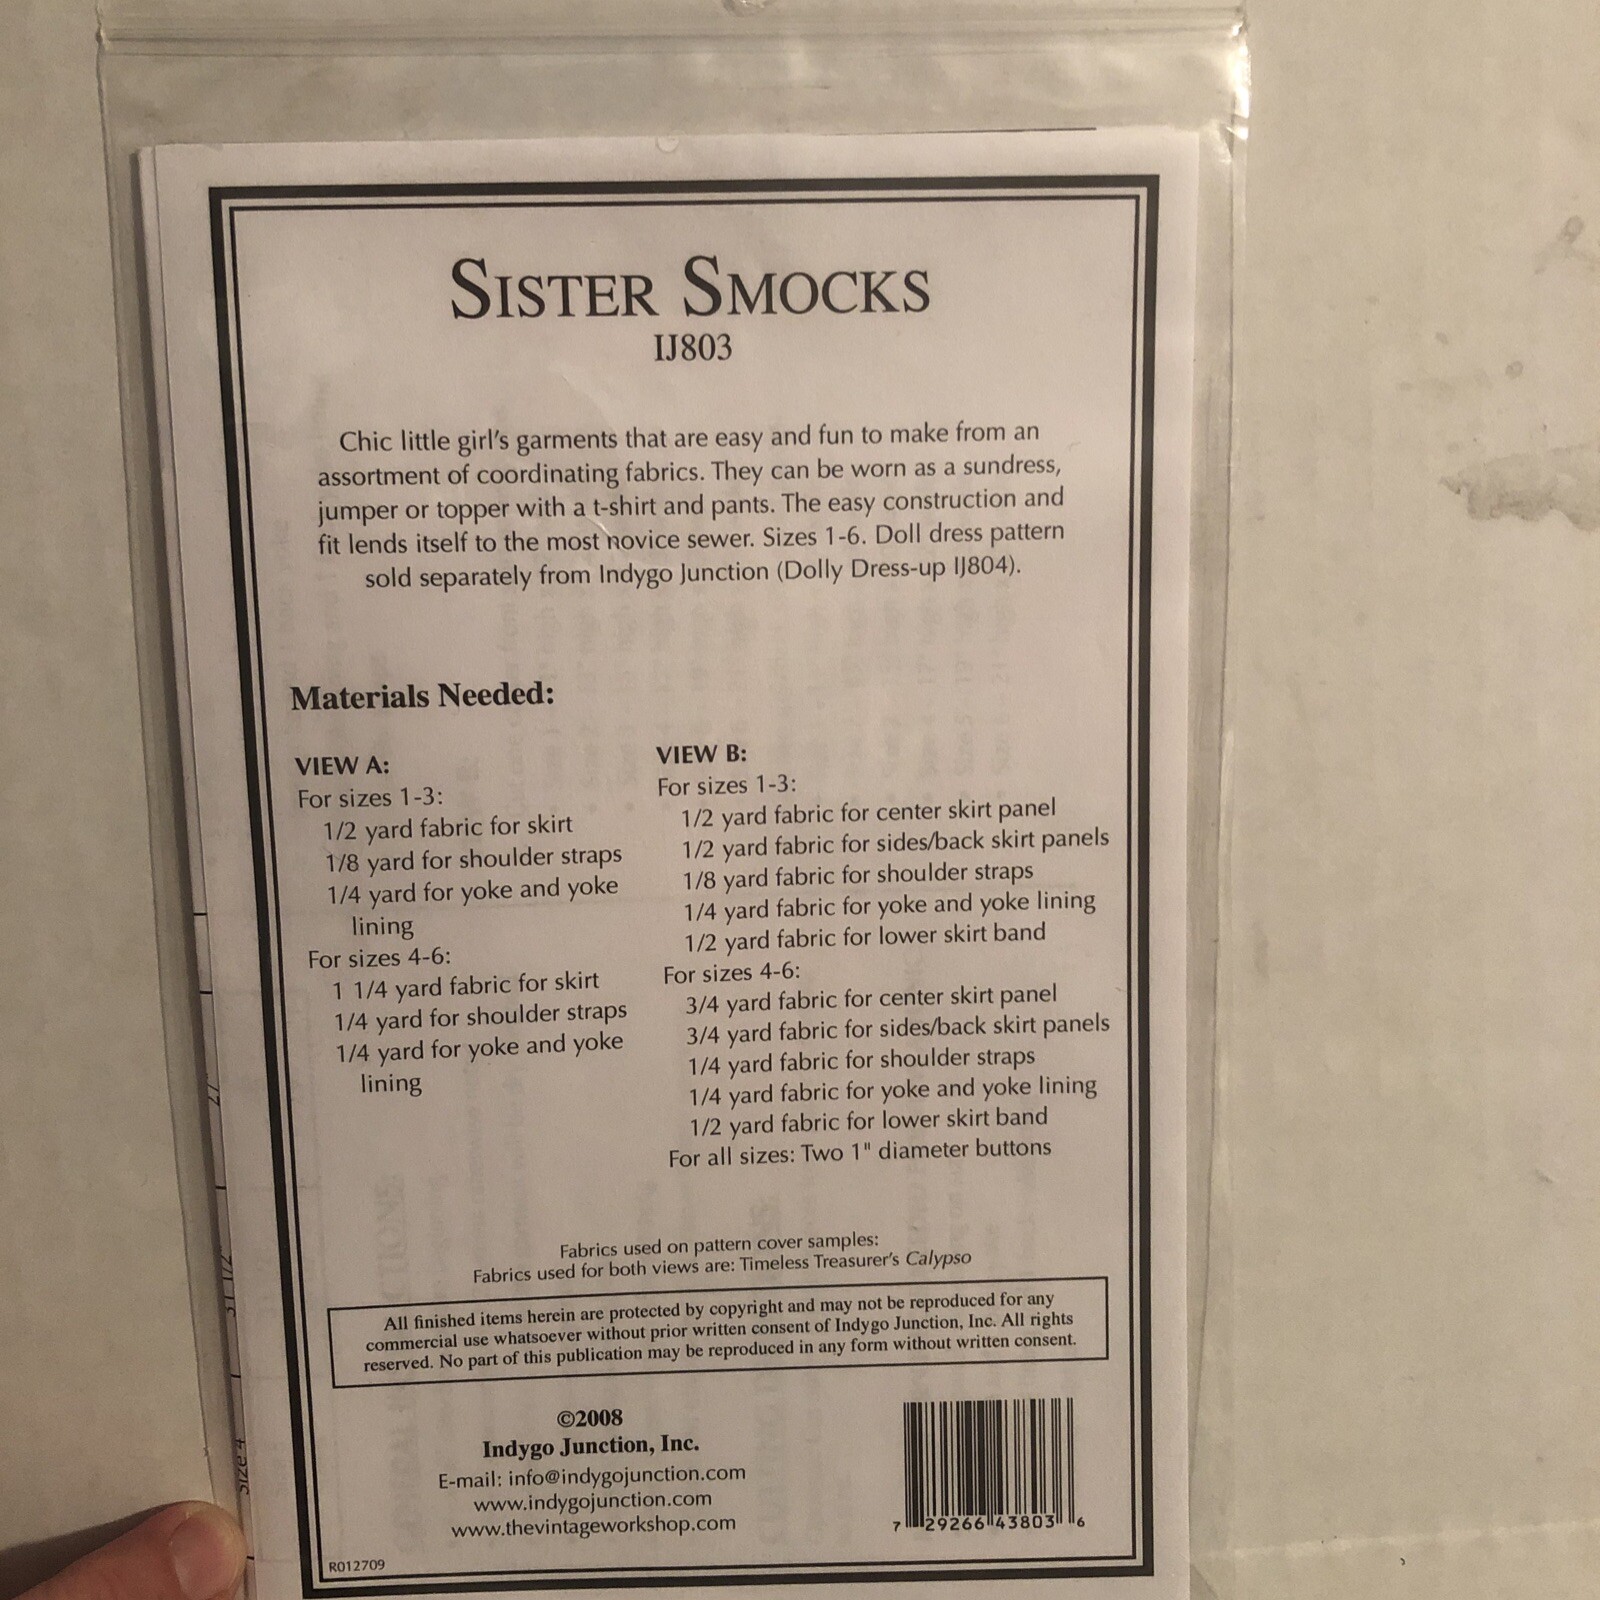 SISTER SMOCKS
IJ803
Chic little girl's garments that are easy and fun to make from an
assortment of coordinating fabrics. They can be worn as a sundress,
jumper or topper with a t-shirt and pants. The easy construction and
fit lends itself to the most novice sewer. Sizes 1-6. Doll dress pattern
sold separately from Indygo Junction (Dolly Dress-up IJ804).
Materials Needed:
VIEW A:
For sizes 1-3:
1/2 yard fabric for skirt
1/8 yard for shoulder straps
1/4 yard for yoke and yoke
lining
For sizes 4-6:
1 1/4 yard fabric for skirt
1/4 yard for shoulder straps
1/4 yard for yoke and yoke
lining
VIEW B:
For sizes 1-3:
1/2 yard fabric for center skirt panel
1/2 yard fabric for sides/back skirt panels
1/8 yard fabric for shoulder straps
1/4 yard fabric for yoke and yoke lining
1/2 yard fabric for lower skirt band
For sizes 4-6:
3/4 yard fabric for center skirt panel
3/4 yard fabric for sides/back skirt panels
1/4 yard fabric for shoulder straps
1/4 yard fabric for yoke and yoke lining
1/2 yard fabric for lower skirt band
For all sizes: Two 1" diameter buttons
Fabrics used on pattern cover samples:
Fabrics used for both views are: Timeless Treasurer's Calypso
All finished items herein are protected by copyright and may not be reproduced for any
commercial use whatsoever without prior written consent of Indygo Junction, Inc. All rights
reserved. No part of this publication may be reproduced in any form without written consent.
©2008
Indygo Junction, Inc.
E-mail: info@indygojunction.com
www.indygojunction.com
www.thevintageworkshop.com
7 29266 43803 6
R012709
27"
31 1/2"
Size 4